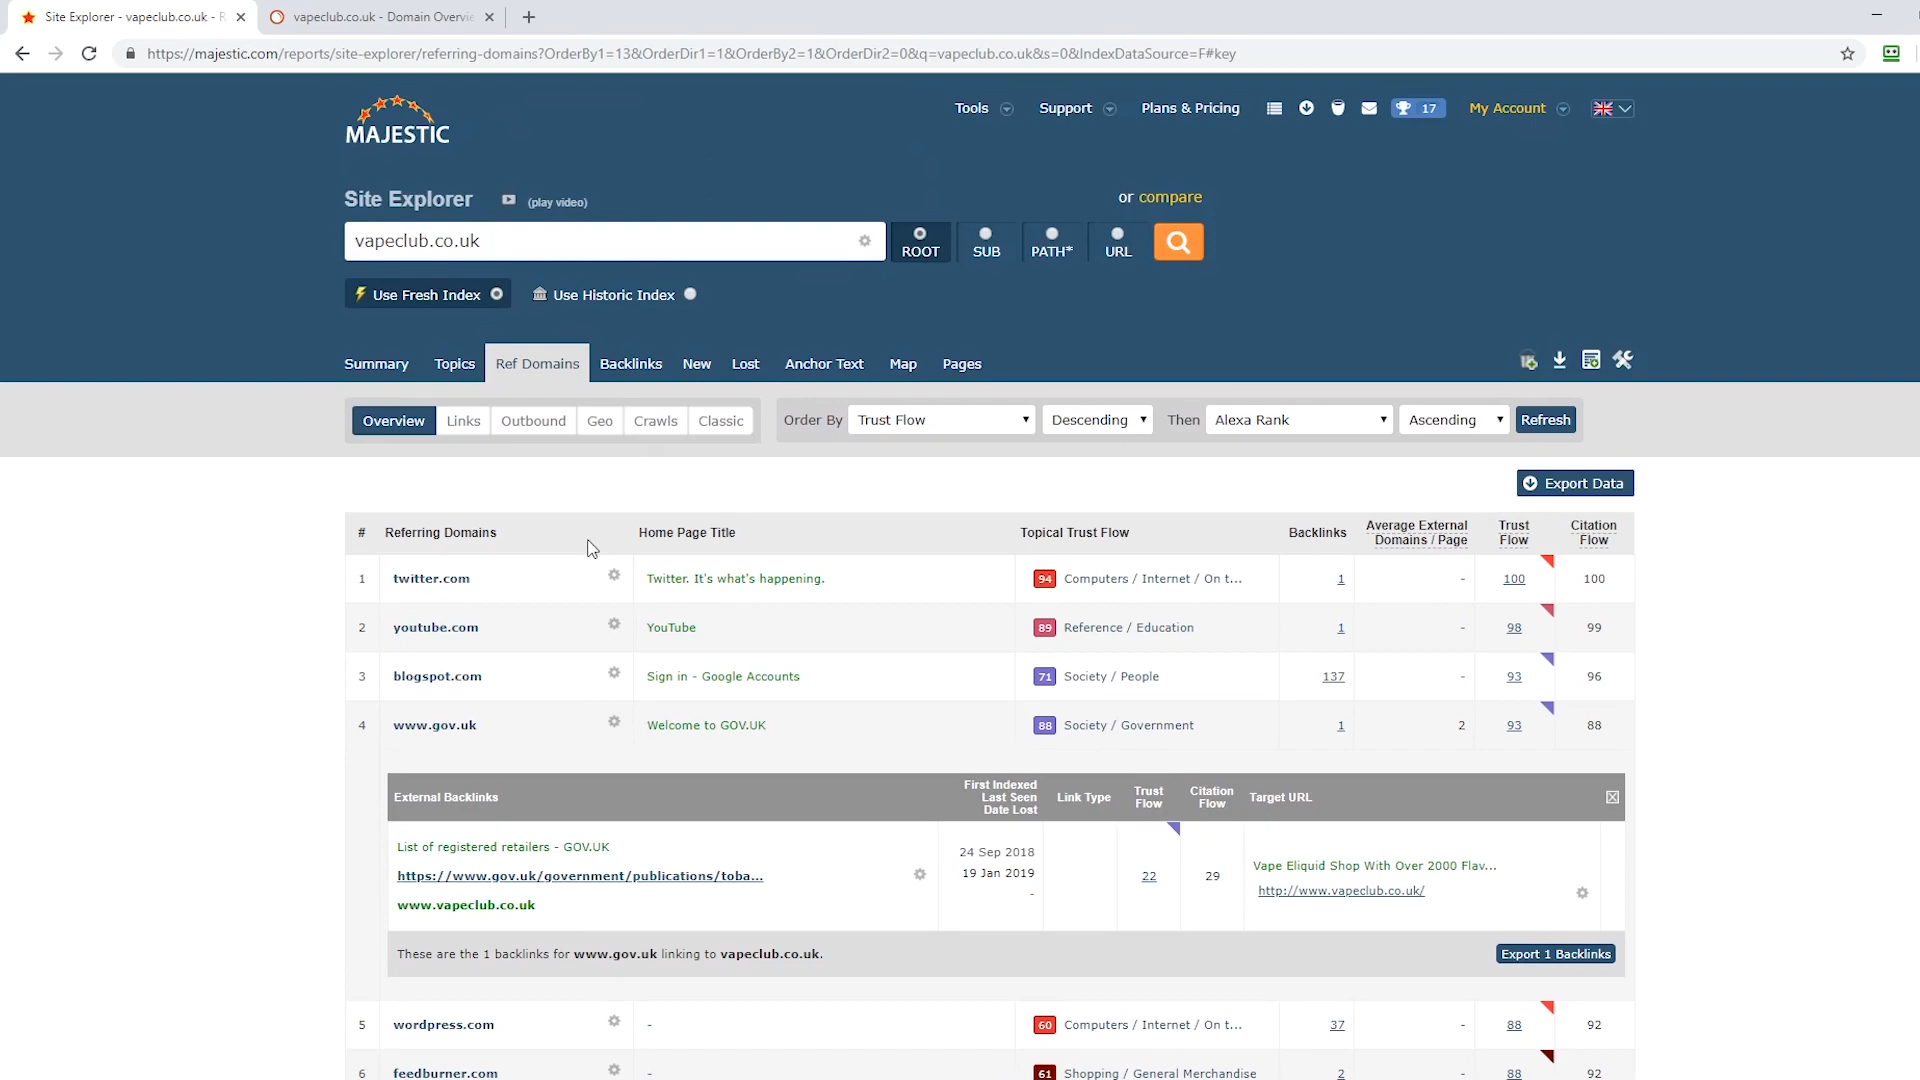 Site Explorer - vapeclub.co.uk - R
vapeclub.co.uk - Domain Overvie
https://majestic.com/reports/site-explorer/referring-domains?OrderBy1=13&OrderDir1=1&OrderBy2=1&OrderDir2=0&q=vapeclub.co.uk&s=0&IndexDataSource=F#key
MAJESTIC
Tools Support Plans & Pricing 17 My Account
Site Explorer (play video) or compare
vapeclub.co.uk ROOT SUB PATH* URL
Use Fresh Index Use Historic Index
Summary Topics Ref Domains Backlinks New Lost Anchor Text Map Pages
Overview Links Outbound Geo Crawls Classic Order By Trust Flow Descending Then Alexa Rank Ascending Refresh
Export Data
# Referring Domains Home Page Title Topical Trust Flow Backlinks Average External Domains / Page Trust Flow Citation Flow
1 twitter.com Twitter. It's what's happening. 94 Computers / Internet / On t... 1 - 100 100
2 youtube.com YouTube 89 Reference / Education 1 - 98 99
3 blogspot.com Sign in - Google Accounts 71 Society / People 137 - 93 96
4 www.gov.uk Welcome to GOV.UK 88 Society / Government 1 2 93 88
External Backlinks First Indexed Last Seen Date Lost Link Type Trust Flow Citation Flow Target URL
List of registered retailers - GOV.UK
https://www.gov.uk/government/publications/toba...
www.vapeclub.co.uk
24 Sep 2018
19 Jan 2019
-
22 29
Vape Eliquid Shop With Over 2000 Flav...
http://www.vapeclub.co.uk/
These are the 1 backlinks for www.gov.uk linking to vapeclub.co.uk. Export 1 Backlinks
5 wordpress.com - 60 Computers / Internet / On t... 37 - 88 92
6 feedburner.com - 61 Shopping / General Merchandise 2 - 88 92